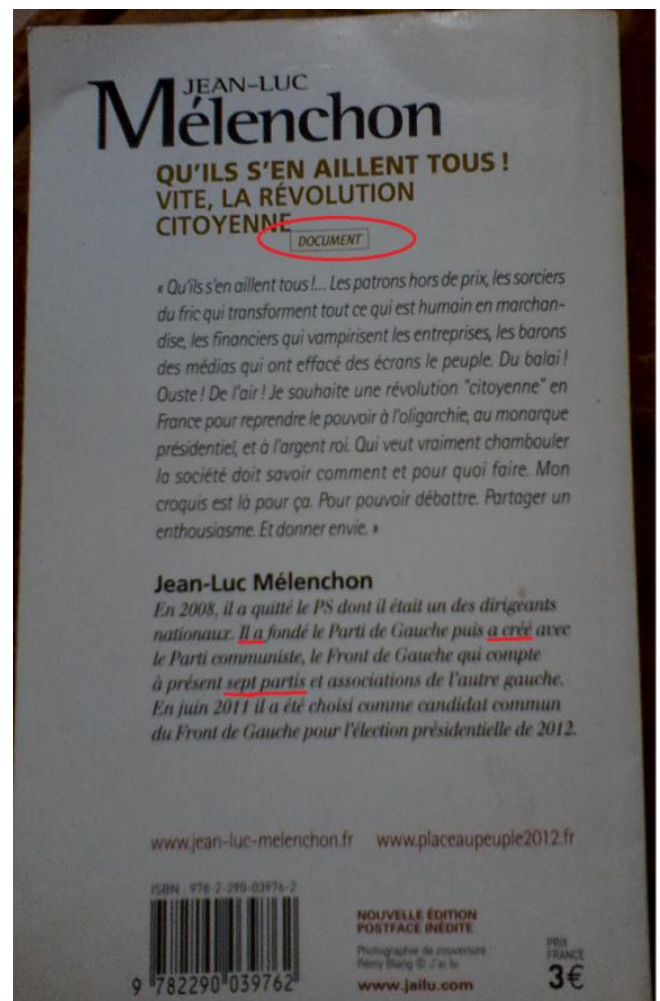 JEAN-LUC
Mélenchon
QU'ILS S'EN AILLENT TOUS !
VITE, LA RÉVOLUTION
CITOYENNE
DOCUMENT
« Qu'ils s'en aillent tous !... Les patrons hors de prix, les sorciers
du fric qui transforment tout ce qui est humain en marchan-
dise, les financiers qui vampirisent les entreprises, les barons
des médias qui ont effacé des écrans le peuple. Du balai !
Ouste ! De l'air ! Je souhaite une révolution "citoyenne" en
France pour reprendre le pouvoir à l'oligarchie, au monarque
présidentiel, et à l'argent roi. Qui veut vraiment chambouler
la société doit savoir comment et pour quoi faire. Mon
croquis est là pour ça. Pour pouvoir débattre. Partager un
enthousiasme. Et donner envie. »
Jean-Luc Mélenchon
En 2008, il a quitté le PS dont il était un des dirigeants
nationaux. Il a fondé le Parti de Gauche puis a créé avec
le Parti communiste, le Front de Gauche qui compte
à présent sept partis et associations de l'autre gauche.
En juin 2011 il a été choisi comme candidat commun
du Front de Gauche pour l'élection présidentielle de 2012.
www.jean-luc-melenchon.fr www.placeaupeuple2012.fr
ISBN : 978-2-290-03976-2
9 782290 039762
NOUVELLE ÉDITION
POSTFACE INÉDITE
Photographie de couverture :
Rémy Blang © J'ai lu
www.jailu.com
PRIX
FRANCE
3€